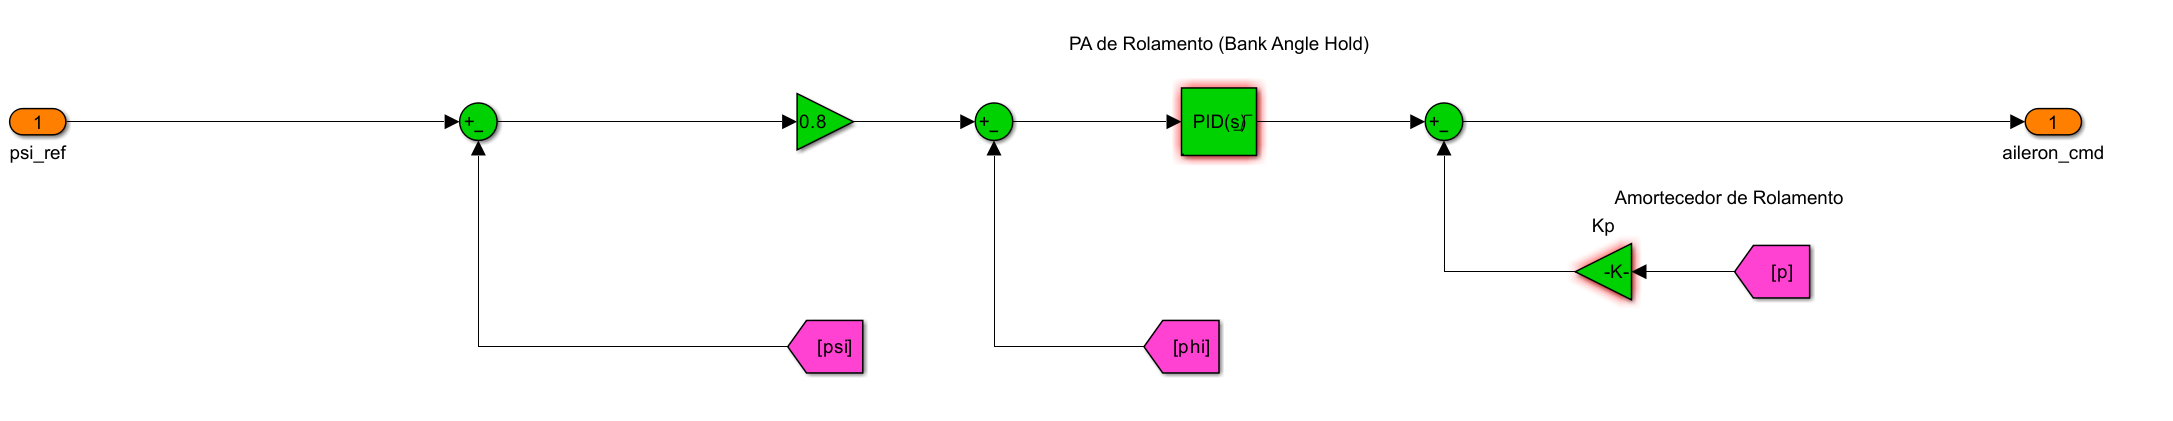 PA de Rolamento (Bank Angle Hold)
1
psi_ref
+
_
0.8
+
_
PID(s)
+
_
1
aileron_cmd
Amortecedor de Rolamento
Kp
-K-
[p]
[psi]
[phi]